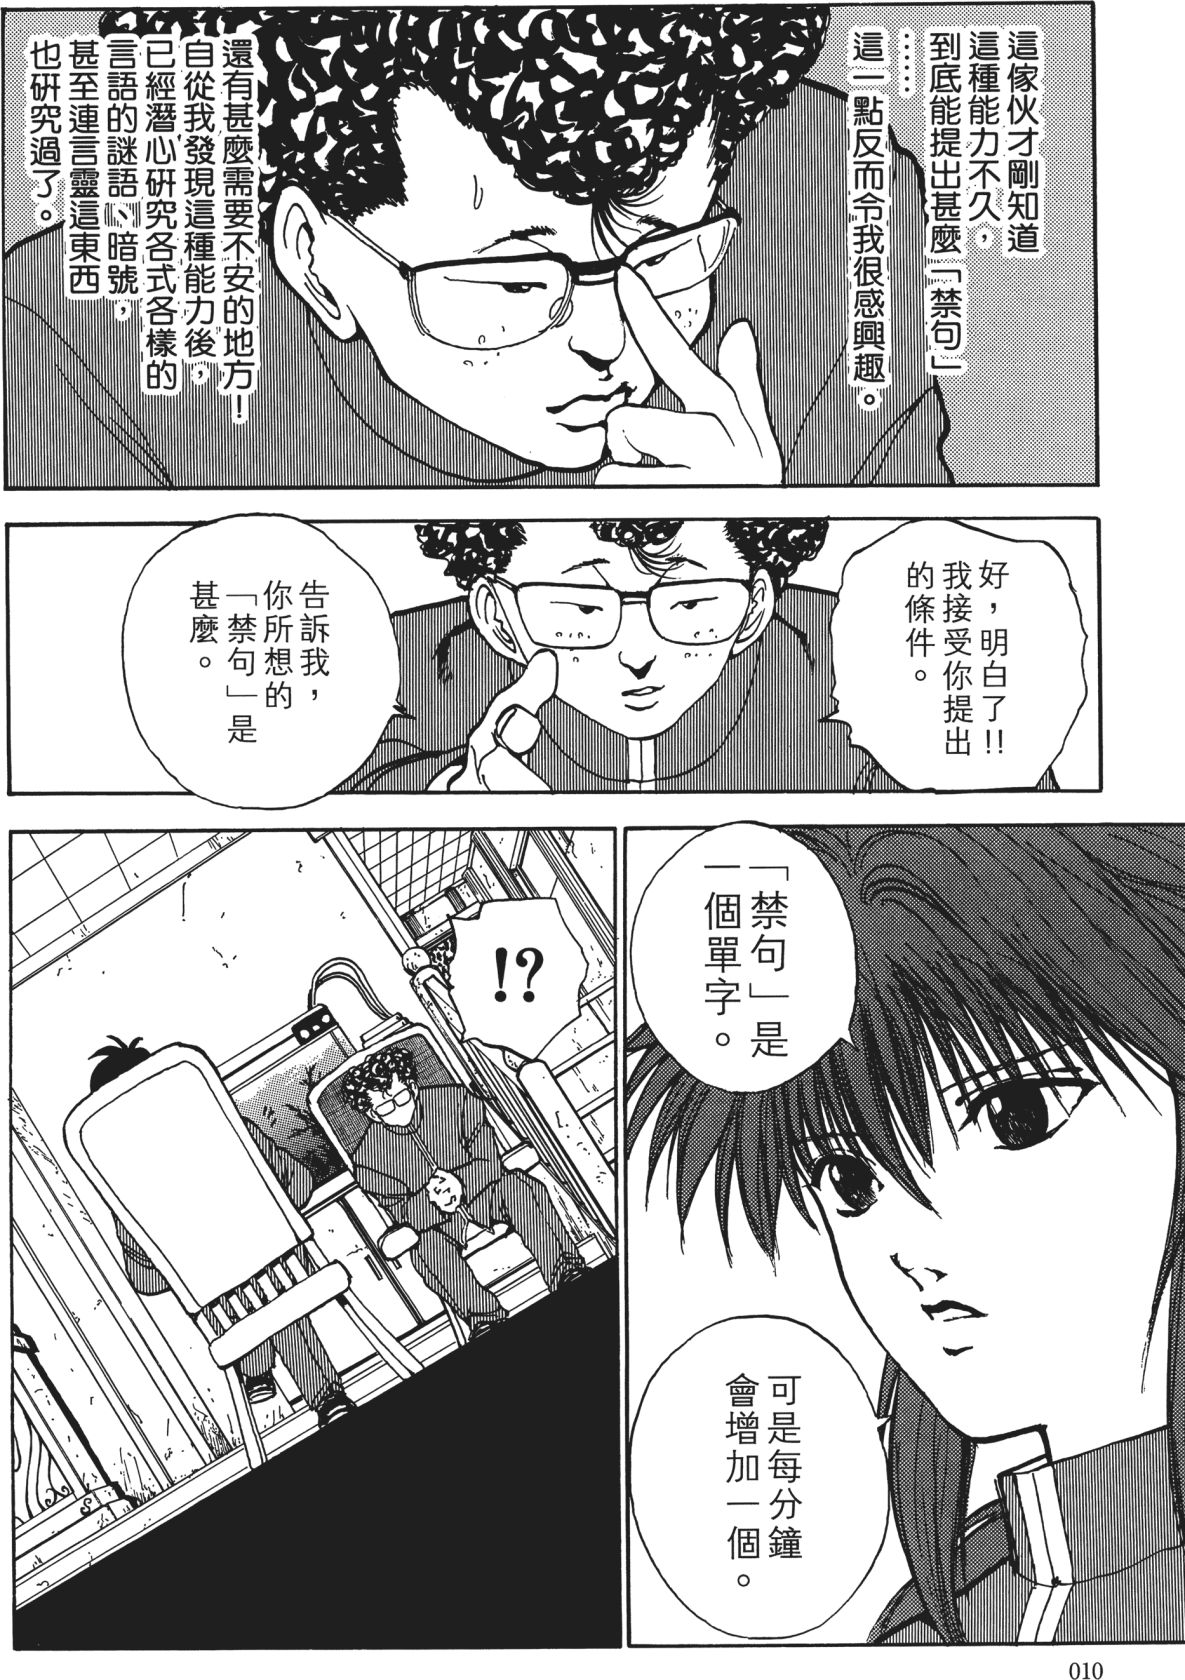 這傢伙才剛知道
這種能力不久，
到底能提出甚麼「禁句」
……
這一點反而令我很感興趣。
還有甚麼需要不安的地方！
自從我發現這種能力後，
已經潛心研究各式各樣的
言語的謎語、暗號，
甚至連言靈這東西
也研究過了。
好，明白了!!
我接受你提出
的條件。
告訴我，
你所想的
「禁句」是
甚麼。
「禁句」是
一個單字。
可是每分鐘
會增加一個。
!?
010